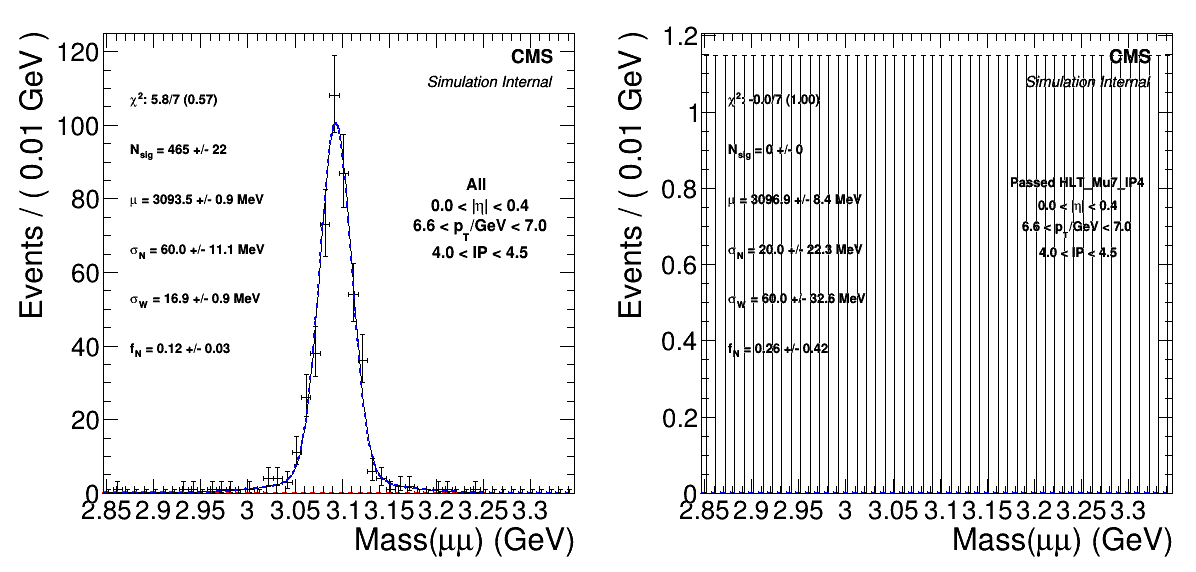 CMS
Simulation Internal
χ²: 5.8/7 (0.57)
N_sig = 465 +/- 22
μ = 3093.5 +/- 0.9 MeV
σ_N = 60.0 +/- 11.1 MeV
σ_W = 16.9 +/- 0.9 MeV
f_N = 0.12 +/- 0.03
All
0.0 < |η| < 0.4
6.6 < p_T/GeV < 7.0
4.0 < IP < 4.5
Events / ( 0.01 GeV )
120
100
80
60
40
20
0
2.85 2.9 2.95 3 3.05 3.1 3.15 3.2 3.25 3.3
Mass(μμ) (GeV)
CMS
Simulation Internal
χ²: -0.0/7 (1.00)
N_sig = 0 +/- 0
μ = 3096.9 +/- 8.4 MeV
σ_N = 20.0 +/- 22.3 MeV
σ_W = 60.0 +/- 32.6 MeV
f_N = 0.26 +/- 0.42
Passed HLT_Mu7_IP4
0.0 < |η| < 0.4
6.6 < p_T/GeV < 7.0
4.0 < IP < 4.5
Events / ( 0.01 GeV )
1.2
1
0.8
0.6
0.4
0.2
0
2.85 2.9 2.95 3 3.05 3.1 3.15 3.2 3.25 3.3
Mass(μμ) (GeV)